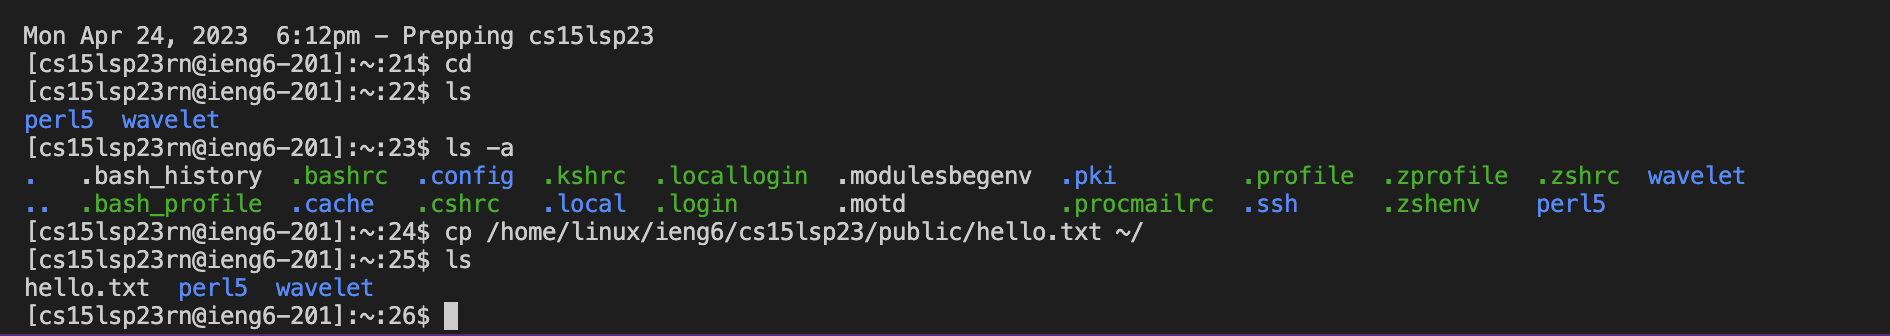 Mon Apr 24, 2023  6:12pm - Prepping cs15lsp23
[cs15lsp23rn@ieng6-201]:~:21$ cd
[cs15lsp23rn@ieng6-201]:~:22$ ls
perl5  wavelet
[cs15lsp23rn@ieng6-201]:~:23$ ls -a
.   .bash_history  .bashrc  .config  .kshrc  .locallogin  .modulesbegenv  .pki         .profile  .zprofile  .zshrc  wavelet
..  .bash_profile  .cache   .cshrc   .local  .login       .motd           .procmailrc  .ssh      .zshenv    perl5
[cs15lsp23rn@ieng6-201]:~:24$ cp /home/linux/ieng6/cs15lsp23/public/hello.txt ~/
[cs15lsp23rn@ieng6-201]:~:25$ ls
hello.txt  perl5  wavelet
[cs15lsp23rn@ieng6-201]:~:26$